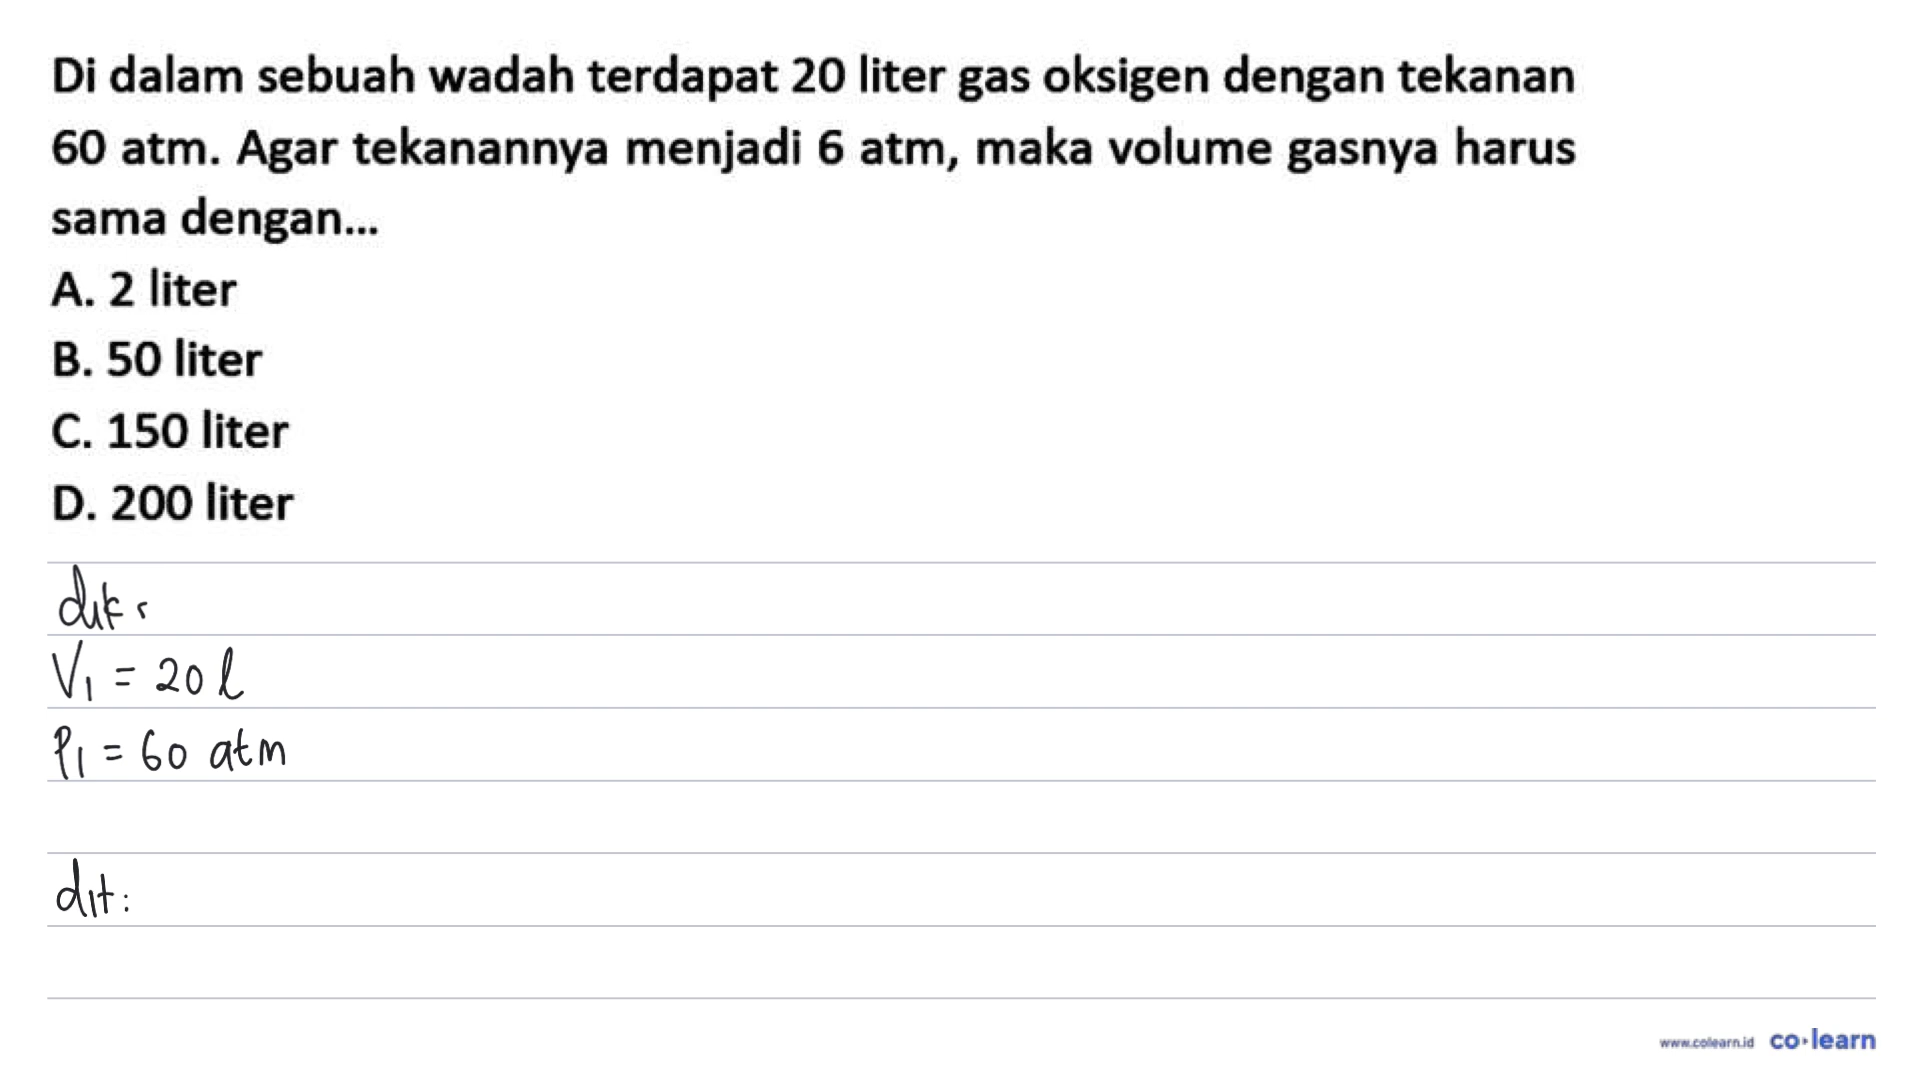 Di dalam sebuah wadah terdapat 20 liter gas oksigen dengan tekanan
60 atm. Agar tekanannya menjadi 6 atm, maka volume gasnya harus
sama dengan...
A. 2 liter
B. 50 liter
C. 150 liter
D. 200 liter
dik:
V₁ = 20 l
P₁ = 60 atm
dit:
www.colearn.id co·learn